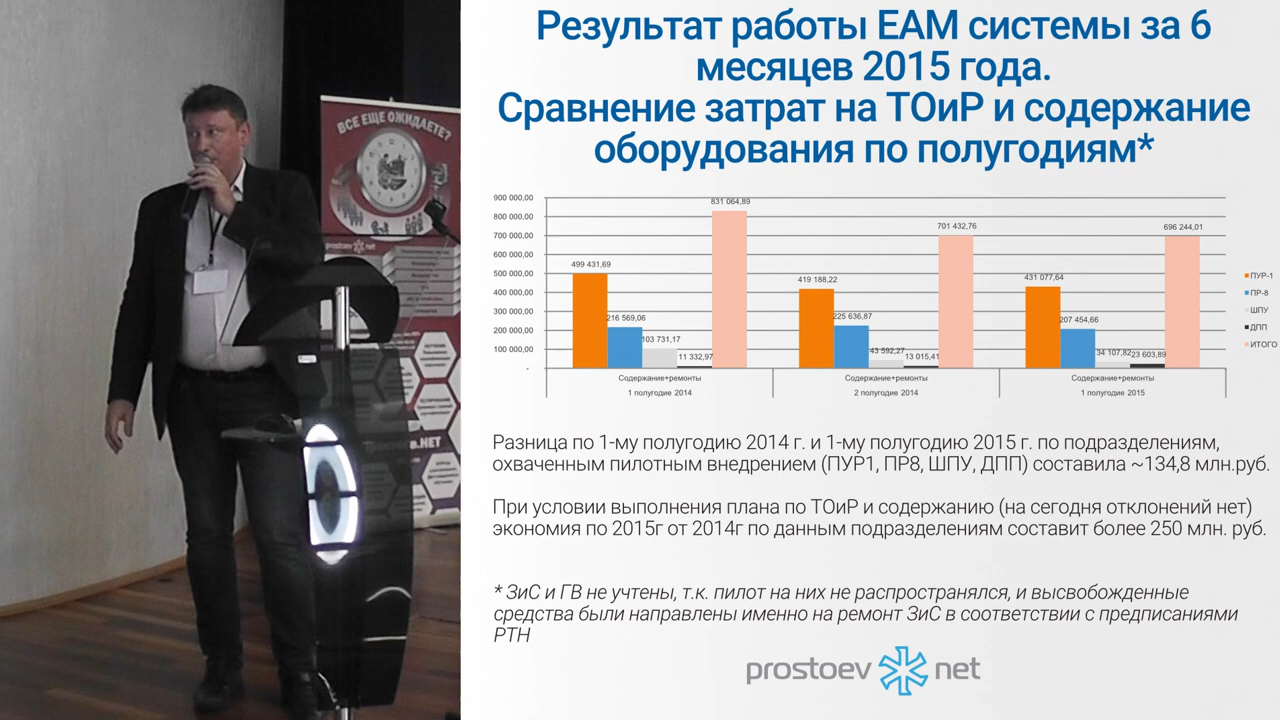 ВСЕ ЕЩЕ ОЖИДАЕТЕ?
prostoev net
Результат работы ЕАМ системы за 6
месяцев 2015 года.
Сравнение затрат на ТОиР и содержание
оборудования по полугодиям*
900 000,00
800 000,00
700 000,00
600 000,00
500 000,00
400 000,00
300 000,00
200 000,00
100 000,00
-
499 431,69
216 569,06
103 731,17
11 332,97
831 064,89
419 188,22
225 636,87
43 592,27
13 015,41
701 432,76
431 077,64
207 454,66
34 107,82
23 603,89
696 244,01
Содержание+ремонты
Содержание+ремонты
Содержание+ремонты
1 полугодие 2014
2 полугодие 2014
1 полугодие 2015
ПУР-1
ПР-8
ШПУ
ДПП
ИТОГО
Разница по 1-му полугодию 2014 г. и 1-му полугодию 2015 г. по подразделениям,
охваченным пилотным внедрением (ПУР1, ПР8, ШПУ, ДПП) составила ~134,8 млн.руб.
При условии выполнения плана по ТОиР и содержанию (на сегодня отклонений нет)
экономия по 2015г от 2014г по данным подразделениям составит более 250 млн. руб.
* ЗиС и ГВ не учтены, т.к. пилот на них не распространялся, и высвобожденные
средства были направлены именно на ремонт ЗиС в соответствии с предписаниями
РТН
prostoev net